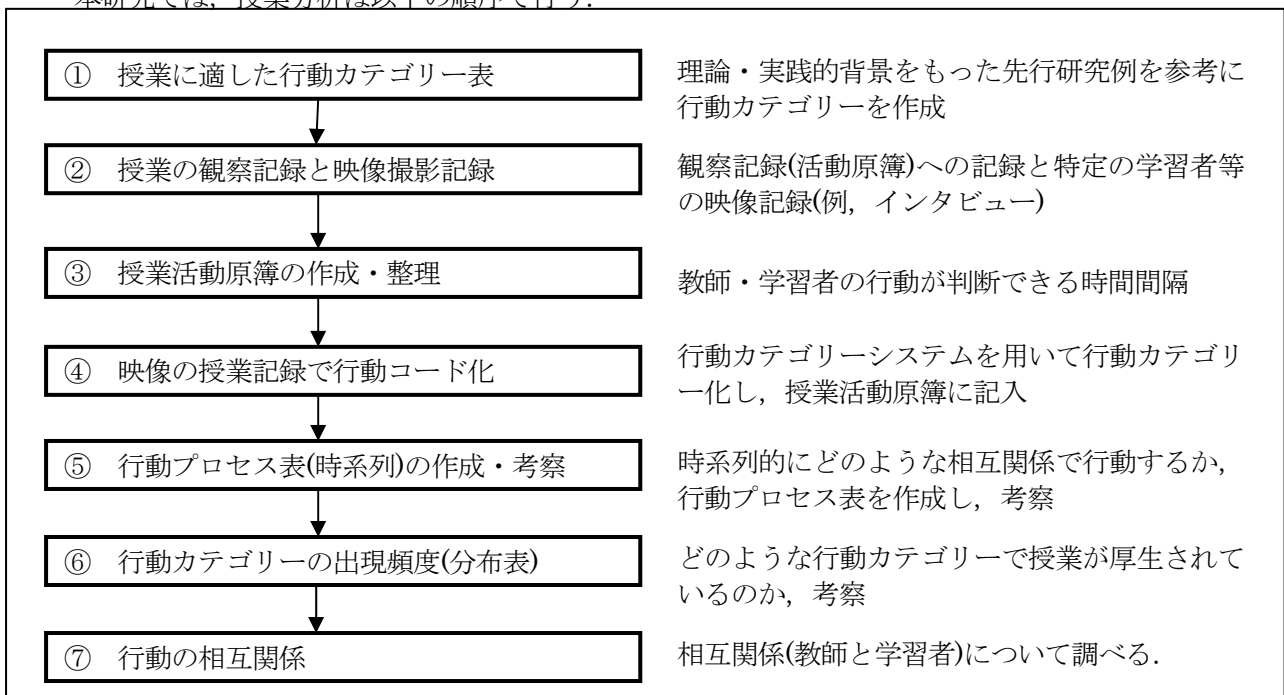 本研究では，授業分析は以下の順序で行う．
① 授業に適した行動カテゴリー表
理論・実践的背景をもった先行研究例を参考に
行動カテゴリーを作成
② 授業の観察記録と映像撮影記録
観察記録(活動原簿)への記録と特定の学習者等
の映像記録(例，インタビュー)
③ 授業活動原簿の作成・整理
教師・学習者の行動が判断できる時間間隔
④ 映像の授業記録で行動コード化
行動カテゴリーシステムを用いて行動カテゴリ
ー化し，授業活動原簿に記入
⑤ 行動プロセス表(時系列)の作成・考察
時系列的にどのような相互関係で行動するか，
行動プロセス表を作成し，考察
⑥ 行動カテゴリーの出現頻度(分布表)
どのような行動カテゴリーで授業が厚生されて
いるのか，考察
⑦ 行動の相互関係
相互関係(教師と学習者)について調べる．